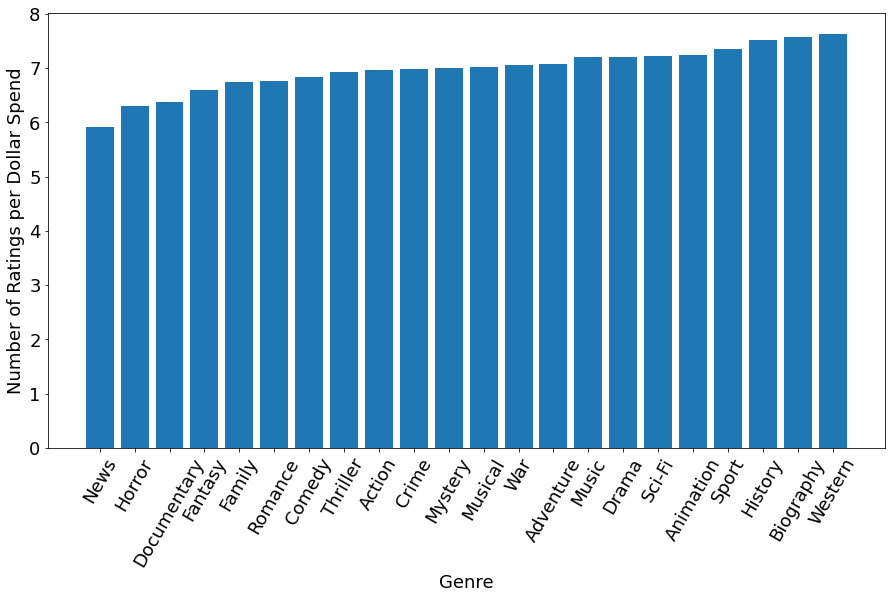 Number of Ratings per Dollar Spend
8
7
6
5
4
3
2
1
0
News
Horror
Documentary
Fantasy
Family
Romance
Comedy
Thriller
Action
Crime
Mystery
Musical
War
Adventure
Music
Drama
Sci-Fi
Animation
Sport
History
Biography
Western
Genre